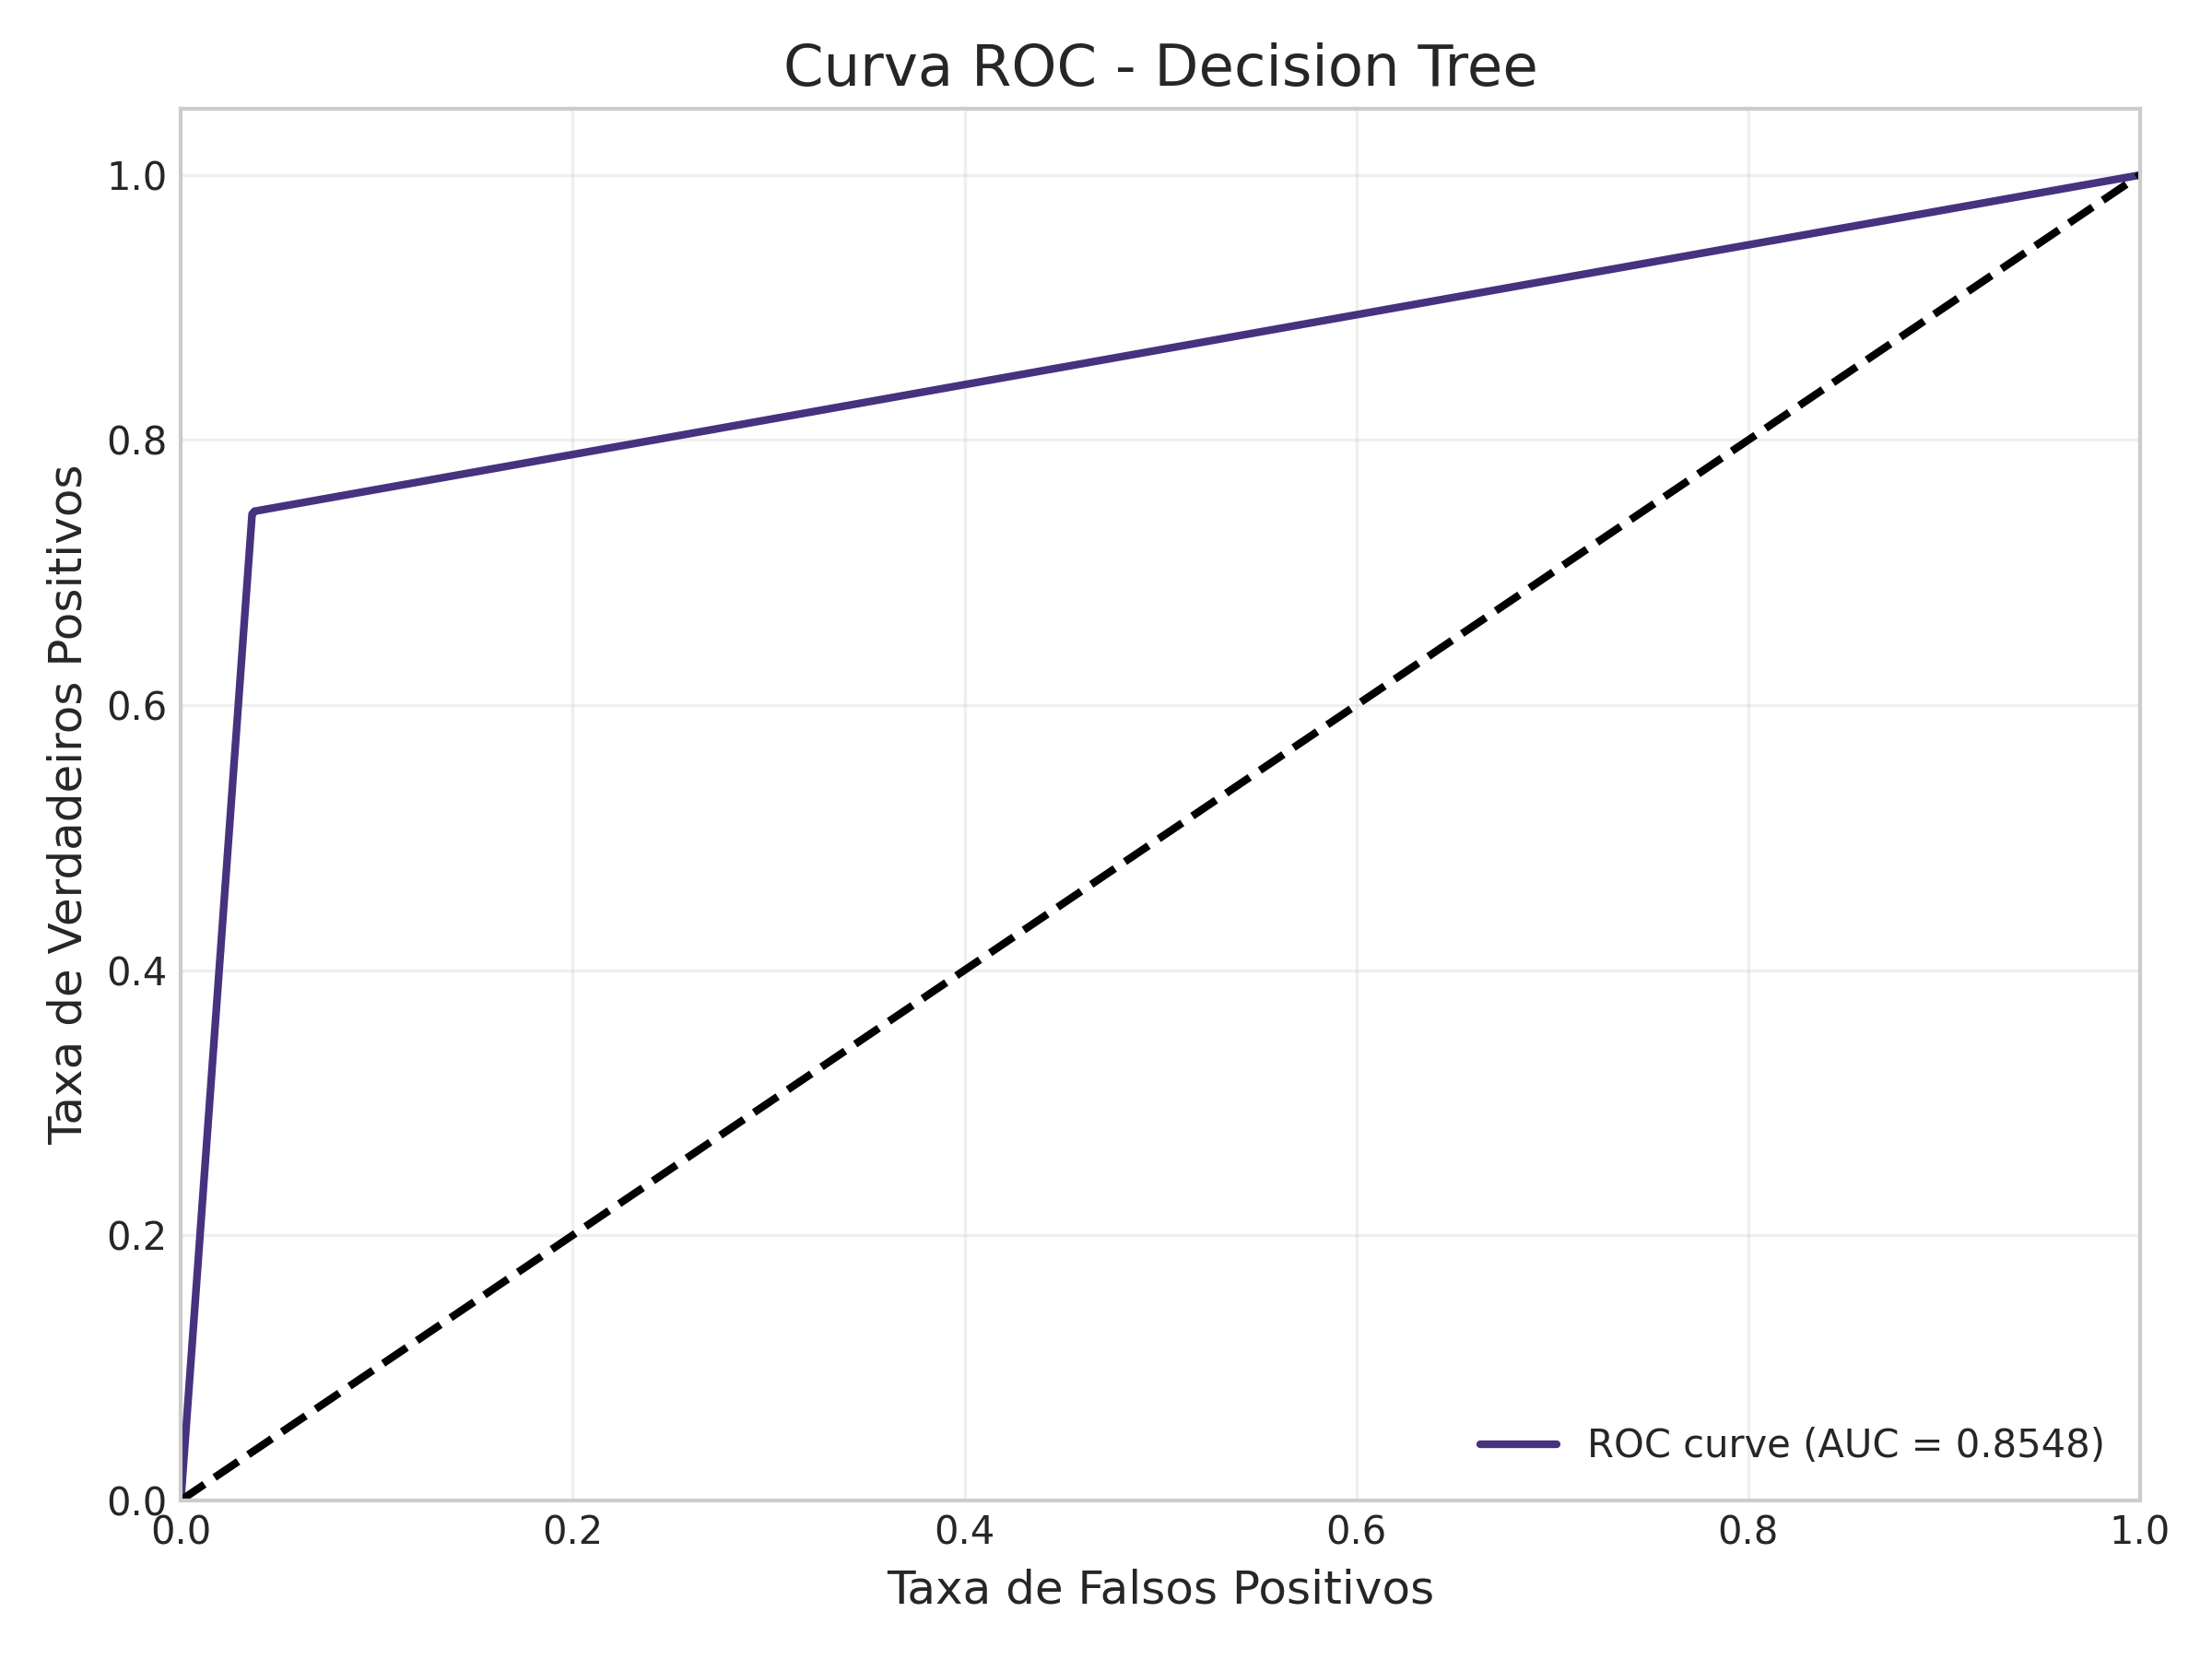 Curva ROC - Decision Tree
Taxa de Verdadeiros Positivos
1.0
0.8
0.6
0.4
0.2
0.0
0.0 0.2 0.4 0.6 0.8 1.0
Taxa de Falsos Positivos
ROC curve (AUC = 0.8548)